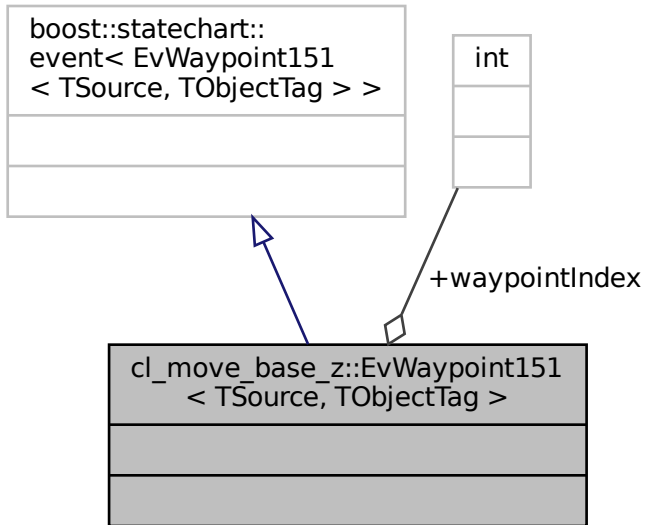 boost::statechart::
event< EvWaypoint151
< TSource, TObjectTag > >
int
+waypointIndex
cl_move_base_z::EvWaypoint151
< TSource, TObjectTag >